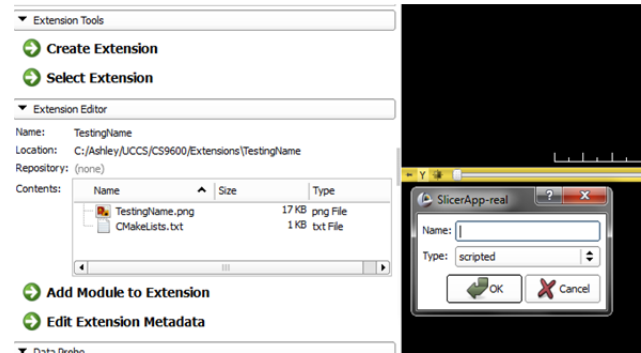 Extension Tools
Create Extension
Select Extension
Extension Editor
Name: TestingName
Location: C:/Ashley/UCCS/CS9600/Extensions\TestingName
Repository: (none)
Contents: Name Size Type
TestingName.png 17 KB png File
CMakeLists.txt 1 KB txt File
Add Module to Extension
Edit Extension Metadata
Data Probe
Y
SlicerApp-real
Name:
Type: scripted
OK Cancel